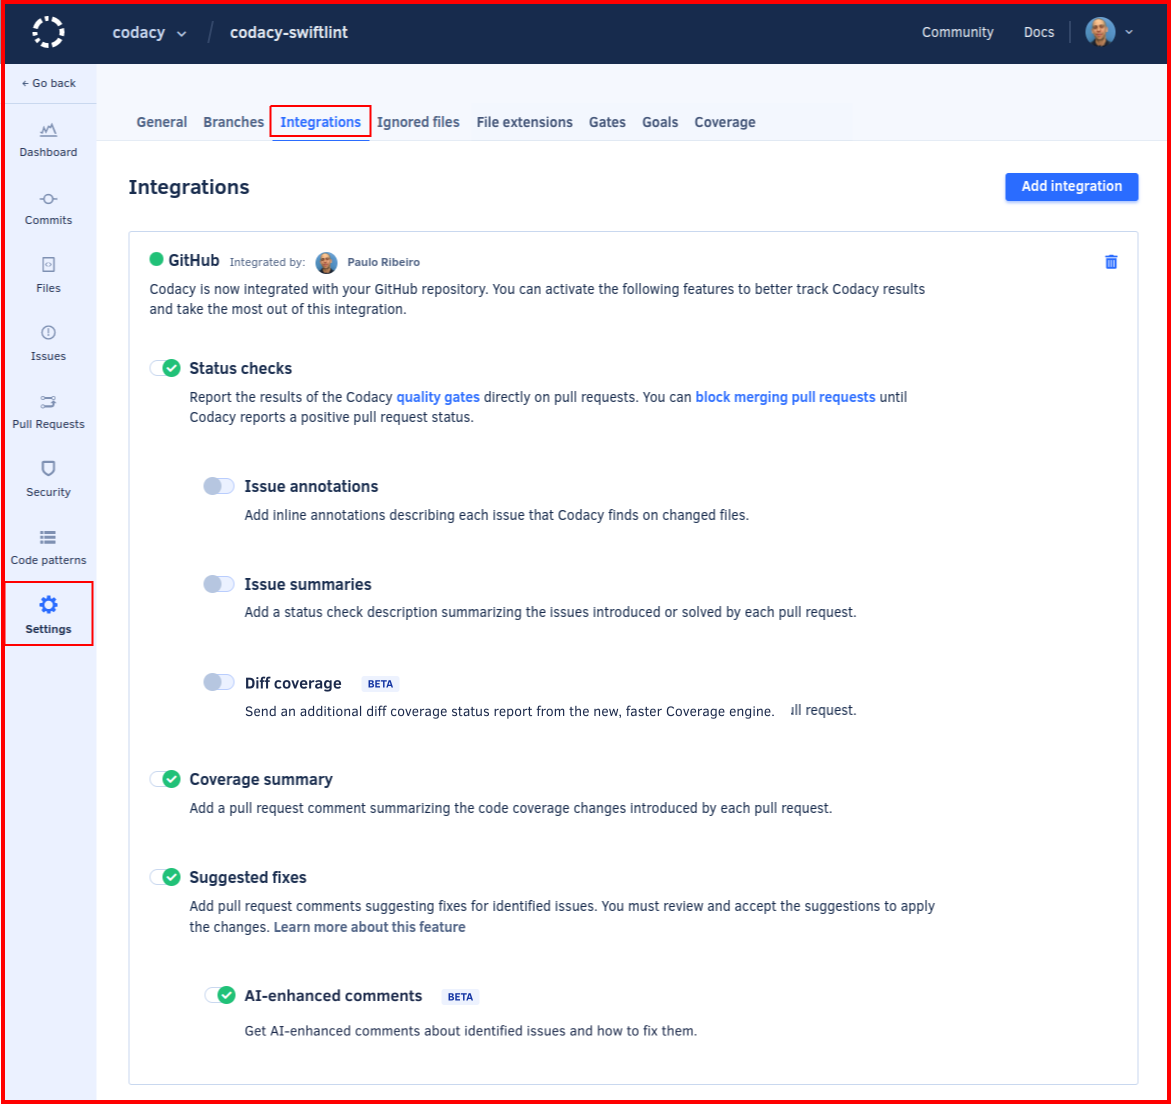 codacy / codacy-swiftlint
Community Docs
← Go back
Dashboard
Commits
Files
Issues
Pull Requests
Security
Code patterns
Settings
General Branches Integrations Ignored files File extensions Gates Goals Coverage
Integrations
Add integration
GitHub Integrated by: Paulo Ribeiro
Codacy is now integrated with your GitHub repository. You can activate the following features to better track Codacy results
and take the most out of this integration.
Status checks
Report the results of the Codacy quality gates directly on pull requests. You can block merging pull requests until
Codacy reports a positive pull request status.
Issue annotations
Add inline annotations describing each issue that Codacy finds on changed files.
Issue summaries
Add a status check description summarizing the issues introduced or solved by each pull request.
Diff coverage BETA
Send an additional diff coverage status report from the new, faster Coverage engine. ull request.
Coverage summary
Add a pull request comment summarizing the code coverage changes introduced by each pull request.
Suggested fixes
Add pull request comments suggesting fixes for identified issues. You must review and accept the suggestions to apply
the changes. Learn more about this feature
AI-enhanced comments BETA
Get AI-enhanced comments about identified issues and how to fix them.